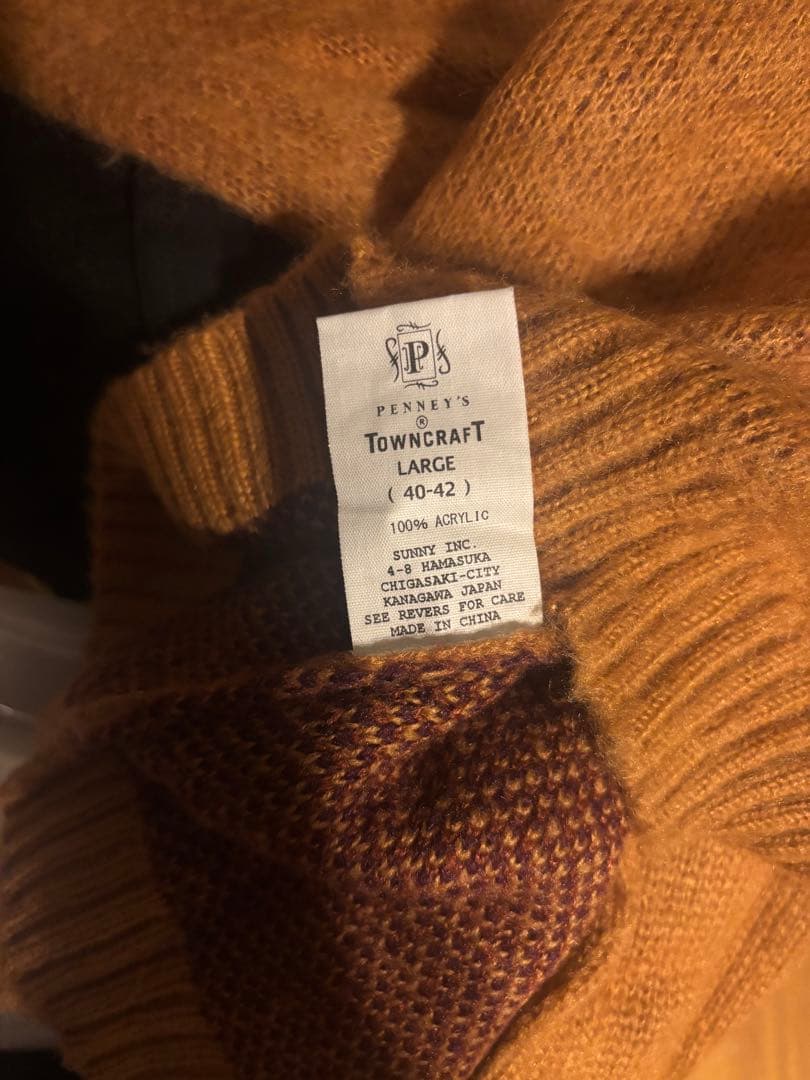 P
PENNEY'S
®
TOWNCRAFT
LARGE
( 40-42 )
100% ACRYLIC
SUNNY INC.
4-8 HAMASUKA
CHIGASAKI-CITY
KANAGAWA JAPAN
SEE REVERS FOR CARE
MADE IN CHINA